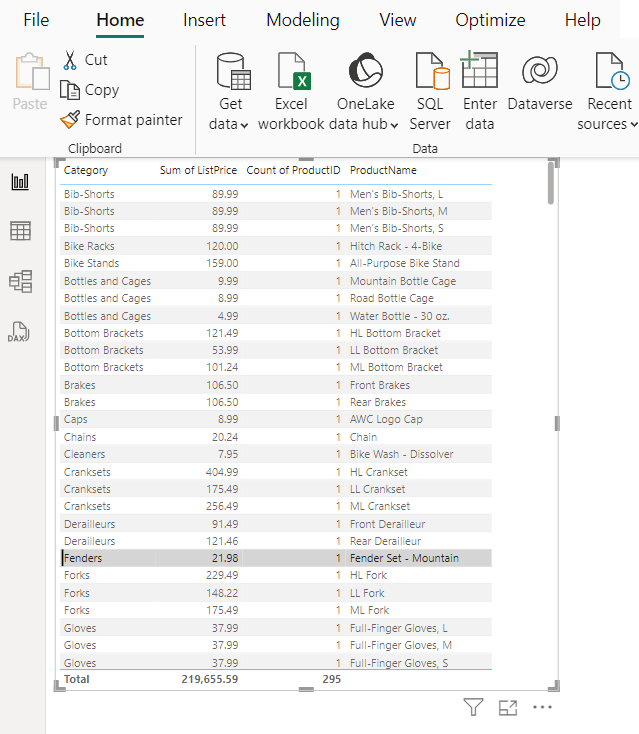 File Home Insert Modeling View Optimize Help
Paste
Cut
Copy
Format painter
Clipboard
Get data
Excel workbook
OneLake data hub
SQL Server
Enter data
Dataverse
Recent sources
Data
DAX
Category Sum of ListPrice Count of ProductID ProductName
Bib-Shorts 89.99 1 Men's Bib-Shorts, L
Bib-Shorts 89.99 1 Men's Bib-Shorts, M
Bib-Shorts 89.99 1 Men's Bib-Shorts, S
Bike Racks 120.00 1 Hitch Rack - 4-Bike
Bike Stands 159.00 1 All-Purpose Bike Stand
Bottles and Cages 9.99 1 Mountain Bottle Cage
Bottles and Cages 8.99 1 Road Bottle Cage
Bottles and Cages 4.99 1 Water Bottle - 30 oz.
Bottom Brackets 121.49 1 HL Bottom Bracket
Bottom Brackets 53.99 1 LL Bottom Bracket
Bottom Brackets 101.24 1 ML Bottom Bracket
Brakes 106.50 1 Front Brakes
Brakes 106.50 1 Rear Brakes
Caps 8.99 1 AWC Logo Cap
Chains 20.24 1 Chain
Cleaners 7.95 1 Bike Wash - Dissolver
Cranksets 404.99 1 HL Crankset
Cranksets 175.49 1 LL Crankset
Cranksets 256.49 1 ML Crankset
Derailleurs 91.49 1 Front Derailleur
Derailleurs 121.46 1 Rear Derailleur
Fenders 21.98 1 Fender Set - Mountain
Forks 229.49 1 HL Fork
Forks 148.22 1 LL Fork
Forks 175.49 1 ML Fork
Gloves 37.99 1 Full-Finger Gloves, L
Gloves 37.99 1 Full-Finger Gloves, M
Gloves 37.99 1 Full-Finger Gloves, S
Total 219,655.59 295